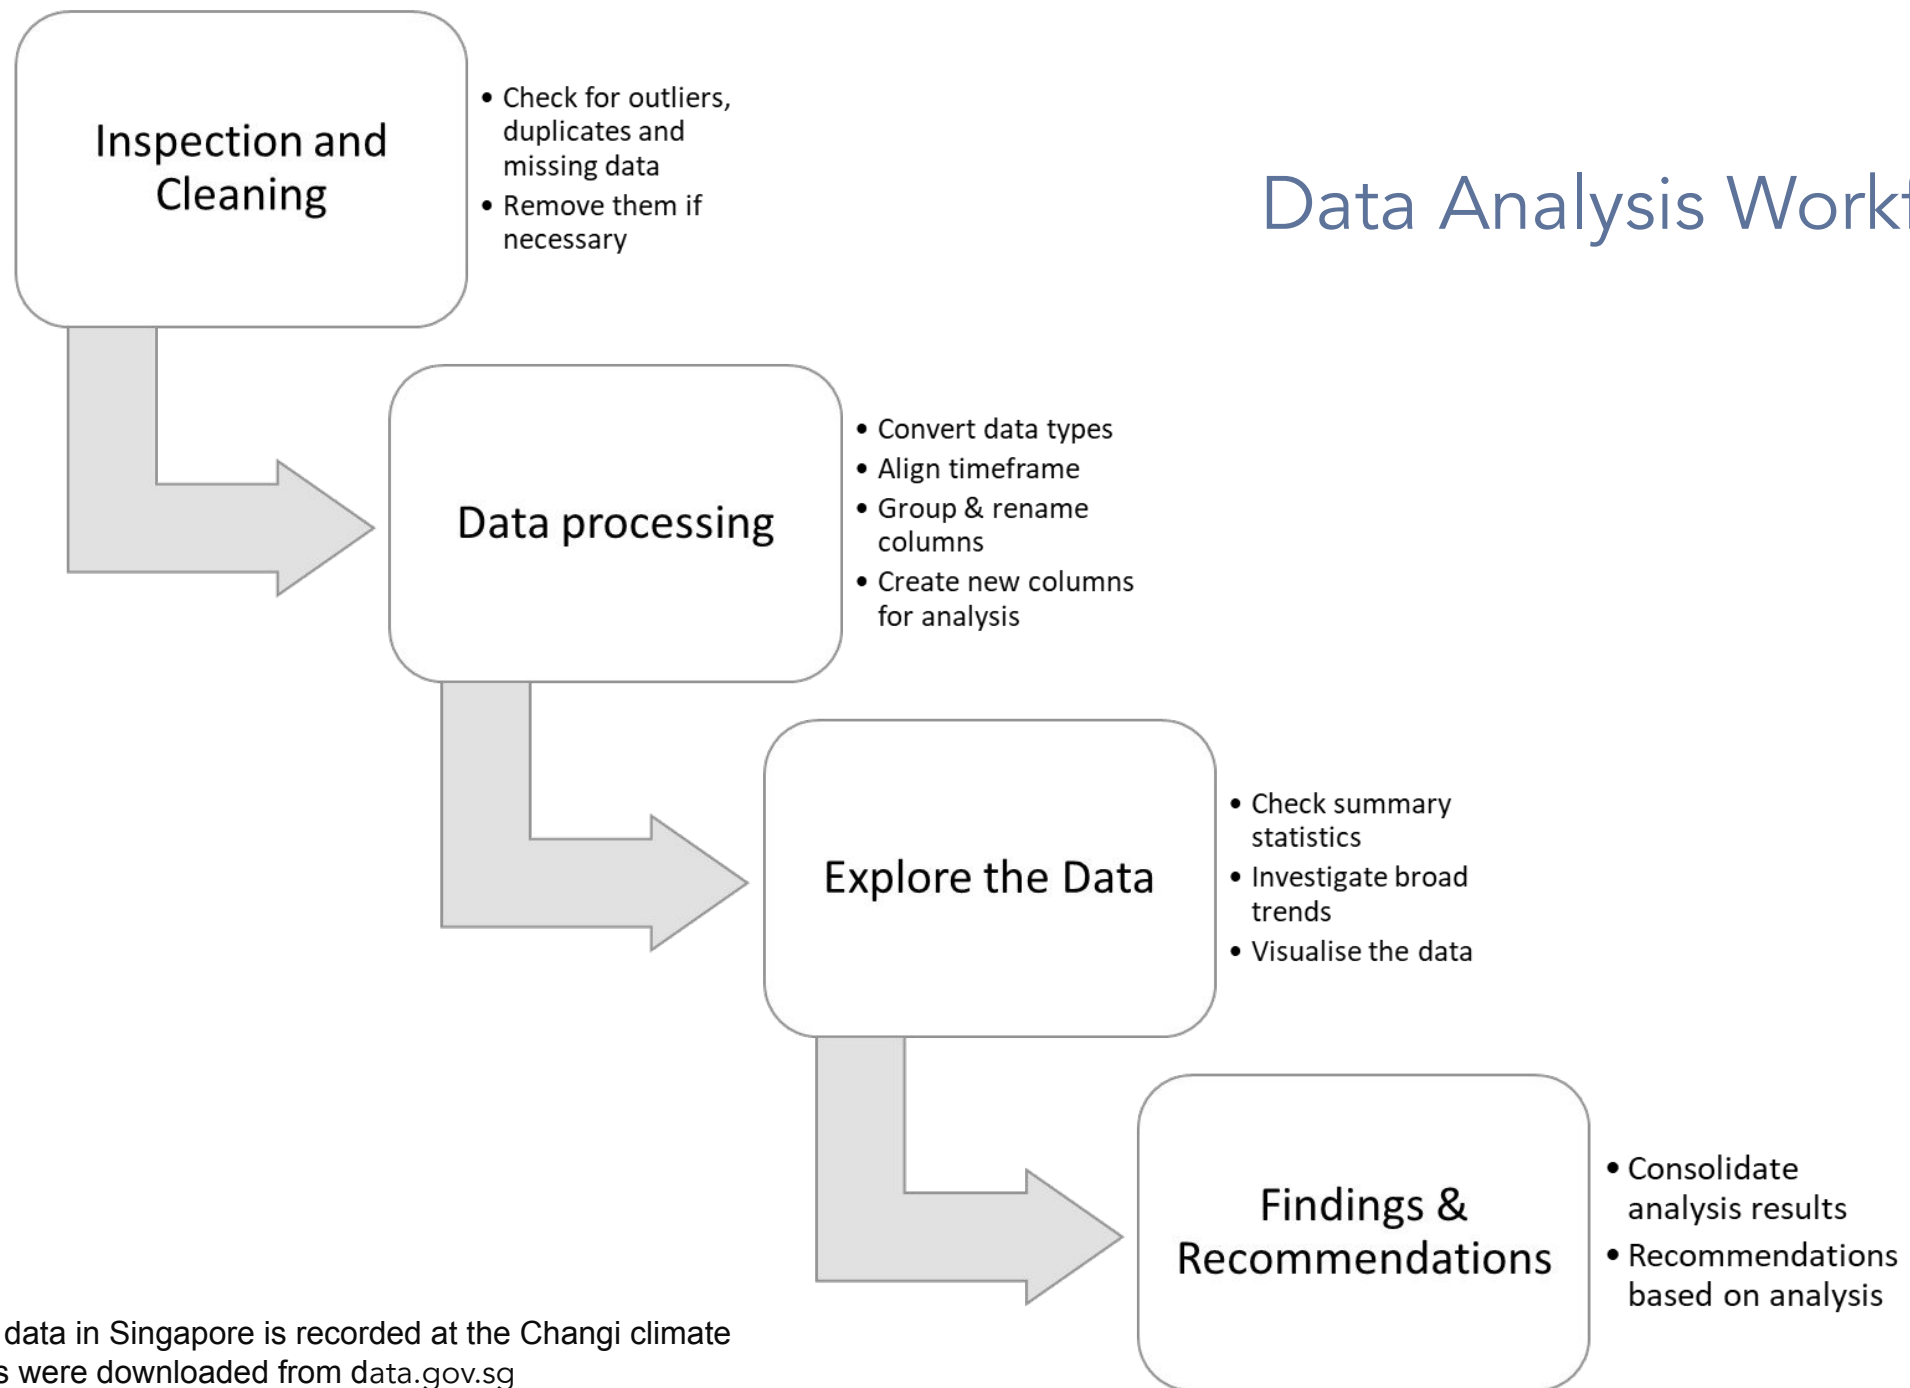 Data Analysis Workf
Inspection and
Cleaning
• Check for outliers,
duplicates and
missing data
• Remove them if
necessary
Data processing
• Convert data types
• Align timeframe
• Group & rename
columns
• Create new columns
for analysis
Explore the Data
• Check summary
statistics
• Investigate broad
trends
• Visualise the data
Findings &
Recommendations
• Consolidate
analysis results
• Recommendations
based on analysis
data in Singapore is recorded at the Changi climate
s were downloaded from data.gov.sg